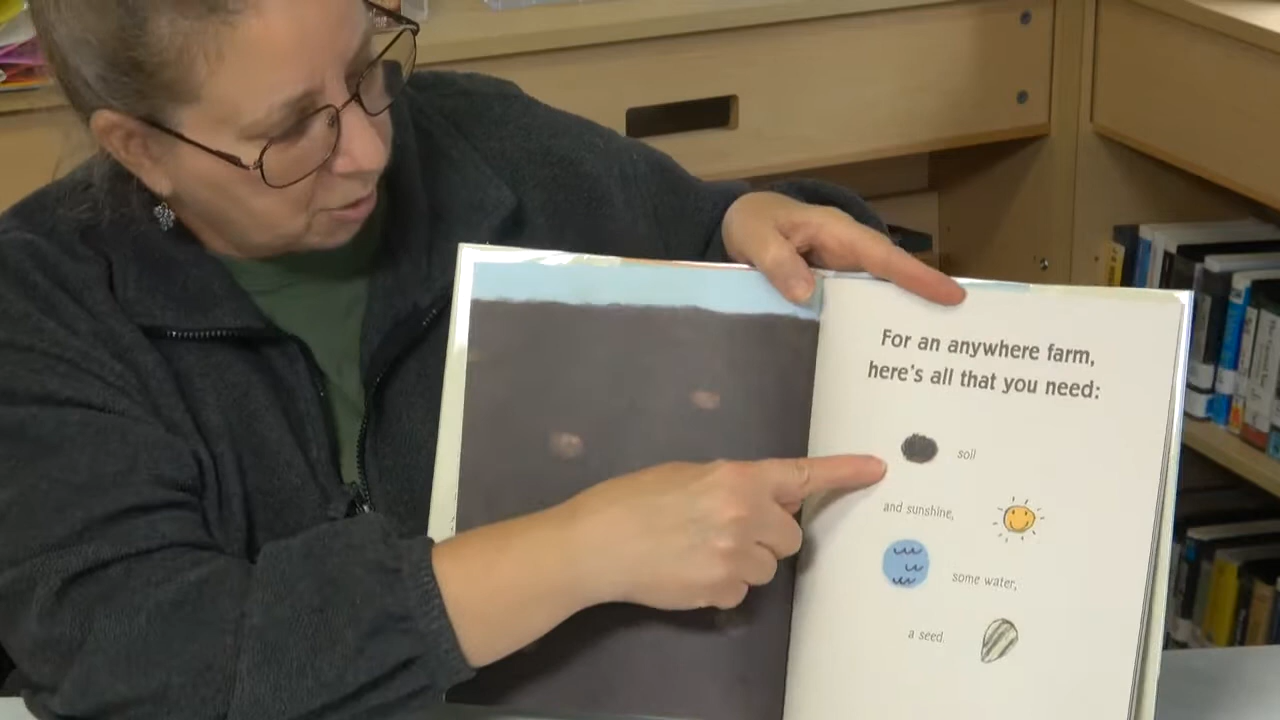 For an anywhere farm,
here's all that you need:
soil
and sunshine,
some water,
a seed.